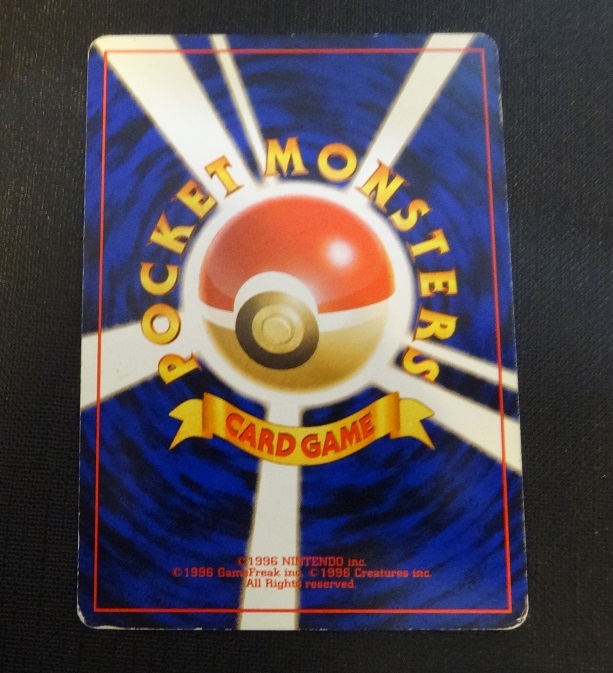 POCKET MONSTERS
CARD GAME
©1996 NINTENDO inc.
©1996 GameFreak inc. ©1996 Creatures inc.
All Rights reserved.